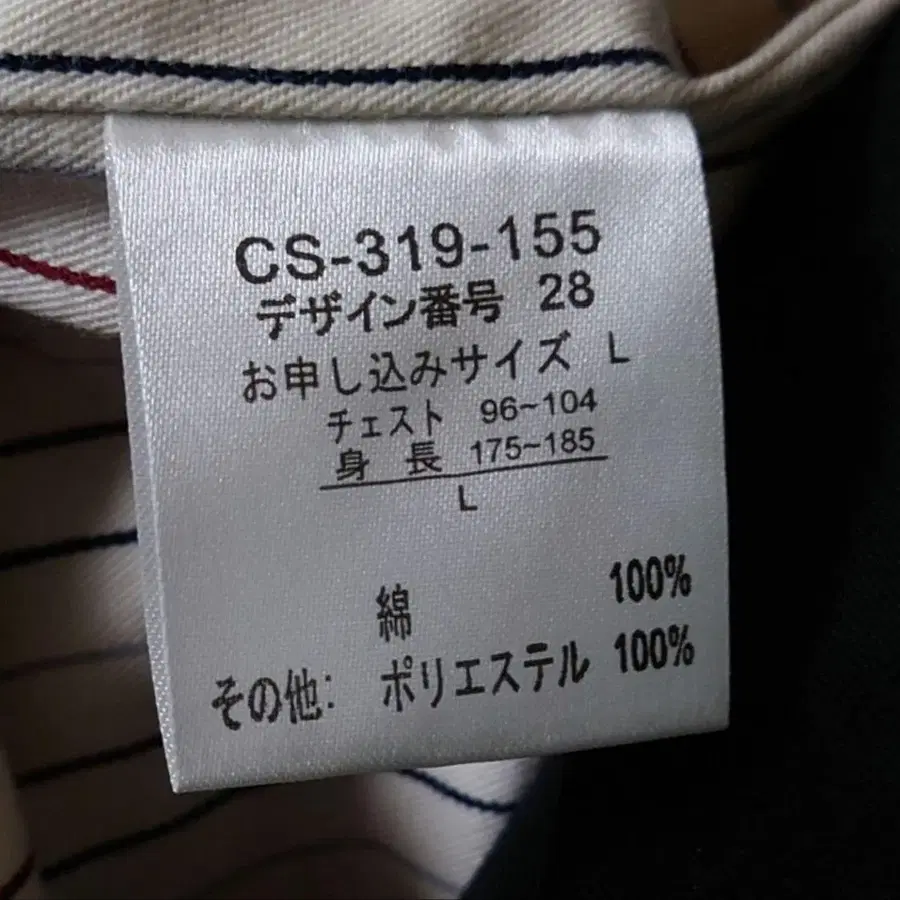 CS-319-155
デザイン番号 28
お申し込みサイズ L
チェスト 96~104
身 長 175~185
L
綿 100%
その他: ポリエステル 100%